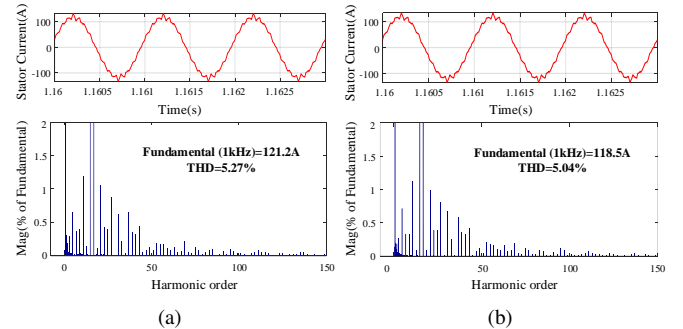 Stator Current(A)
100
0
-100
1.16 1.1605 1.161 1.1615 1.162 1.1625
Time(s)
Mag(% of Fundamental)
2
1.5
1
0.5
0
Fundamental (1kHz)=121.2A
THD=5.27%
0 50 100 150
Harmonic order
(a)
Stator Current(A)
100
0
-100
1.16 1.1605 1.161 1.1615 1.162 1.1625
Time(s)
Mag(% of Fundamental)
2
1.5
1
0.5
0
Fundamental (1kHz)=118.5A
THD=5.04%
0 50 100 150
Harmonic order
(b)